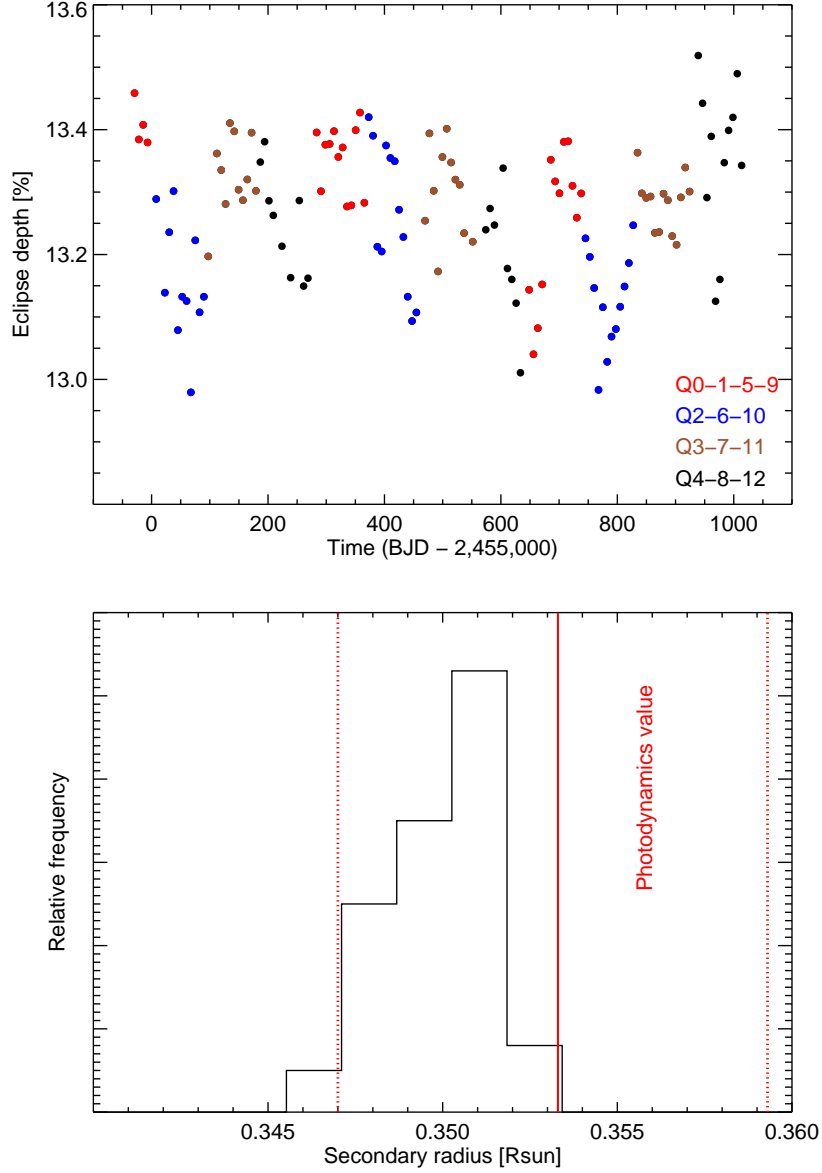 13.6
13.4
13.2
13.0
Eclipse depth [%]
Q0−1−5−9
Q2−6−10
Q3−7−11
Q4−8−12
0 200 400 600 800 1000
Time (BJD − 2,455,000)
Relative frequency
Photodynamics value
0.345 0.350 0.355 0.360
Secondary radius [Rsun]